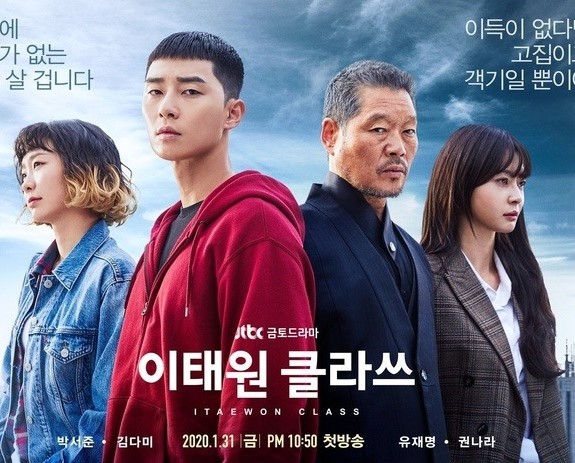 에
가 없는
살 겁니다
이득이 없다
고집이
객기일 뿐이
jtbc 금토드라마
이태원 클라쓰
ITAEWON CLASS
박서준 • 김다미 2020.1.31 |금| PM 10:50 첫방송 유재명 • 권나라